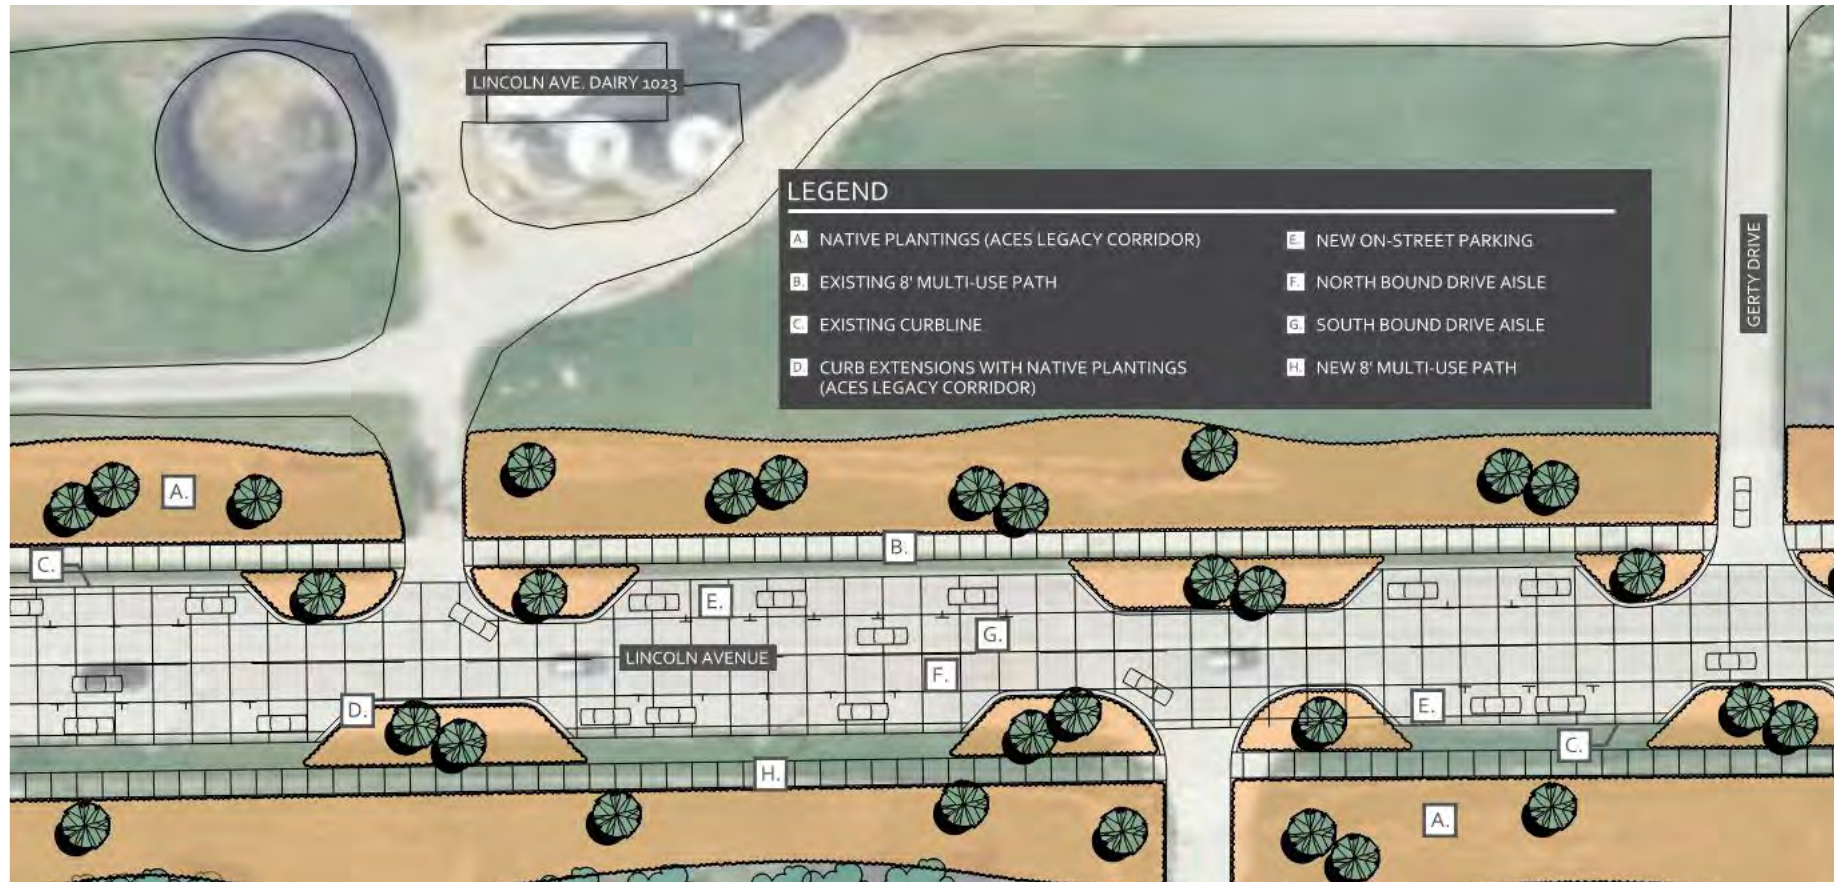 LINCOLN AVE. DAIRY 1023
LEGEND
A. NATIVE PLANTINGS (ACES LEGACY CORRIDOR)
B. EXISTING 8' MULTI-USE PATH
C. EXISTING CURBLINE
D. CURB EXTENSIONS WITH NATIVE PLANTINGS
(ACES LEGACY CORRIDOR)
E. NEW ON-STREET PARKING
F. NORTH BOUND DRIVE AISLE
G. SOUTH BOUND DRIVE AISLE
H. NEW 8' MULTI-USE PATH
GERTY DRIVE
A.
B.
C.
E.
G.
LINCOLN AVENUE
F.
D.
E.
C.
H.
A.